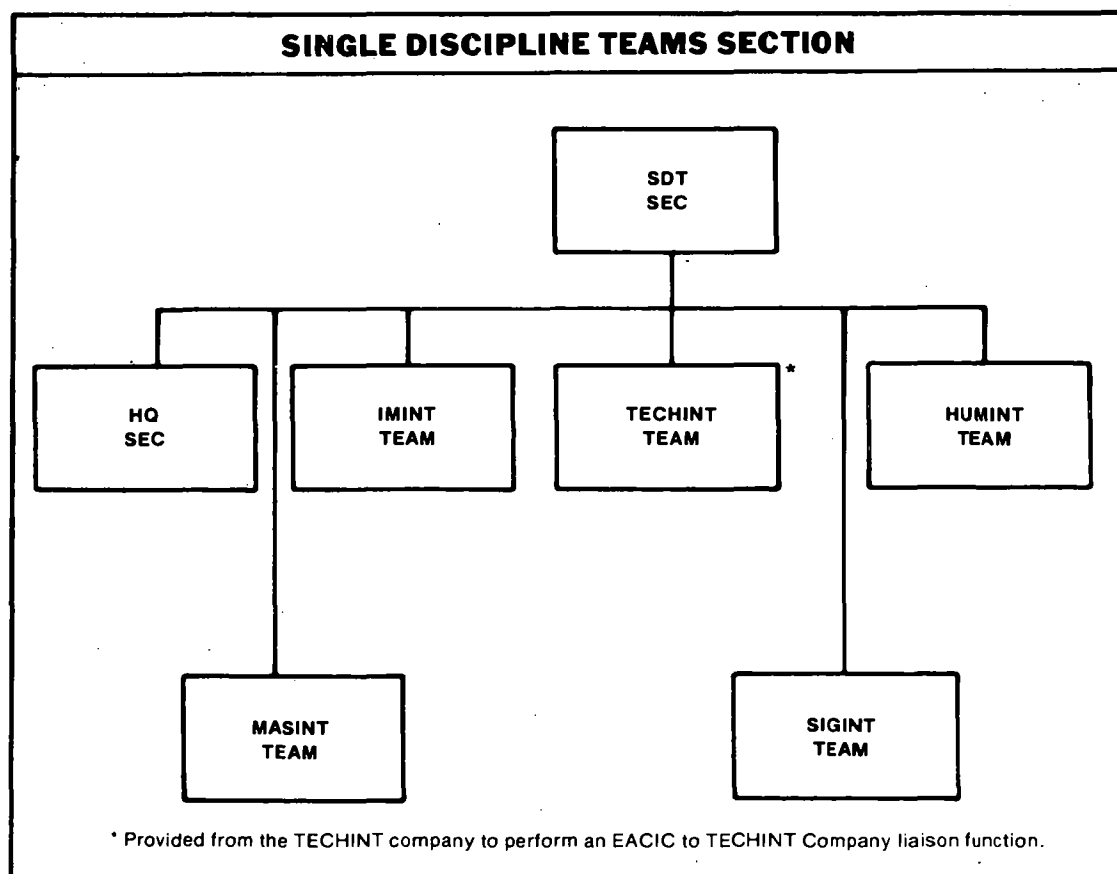 SINGLE DISCIPLINE TEAMS SECTION
SDT
SEC
HQ
SEC
IMINT
TEAM
TECHINT
TEAM
*
HUMINT
TEAM
MASINT
TEAM
SIGINT
TEAM
* Provided from the TECHINT company to perform an EACIC to TECHINT Company liaison function.